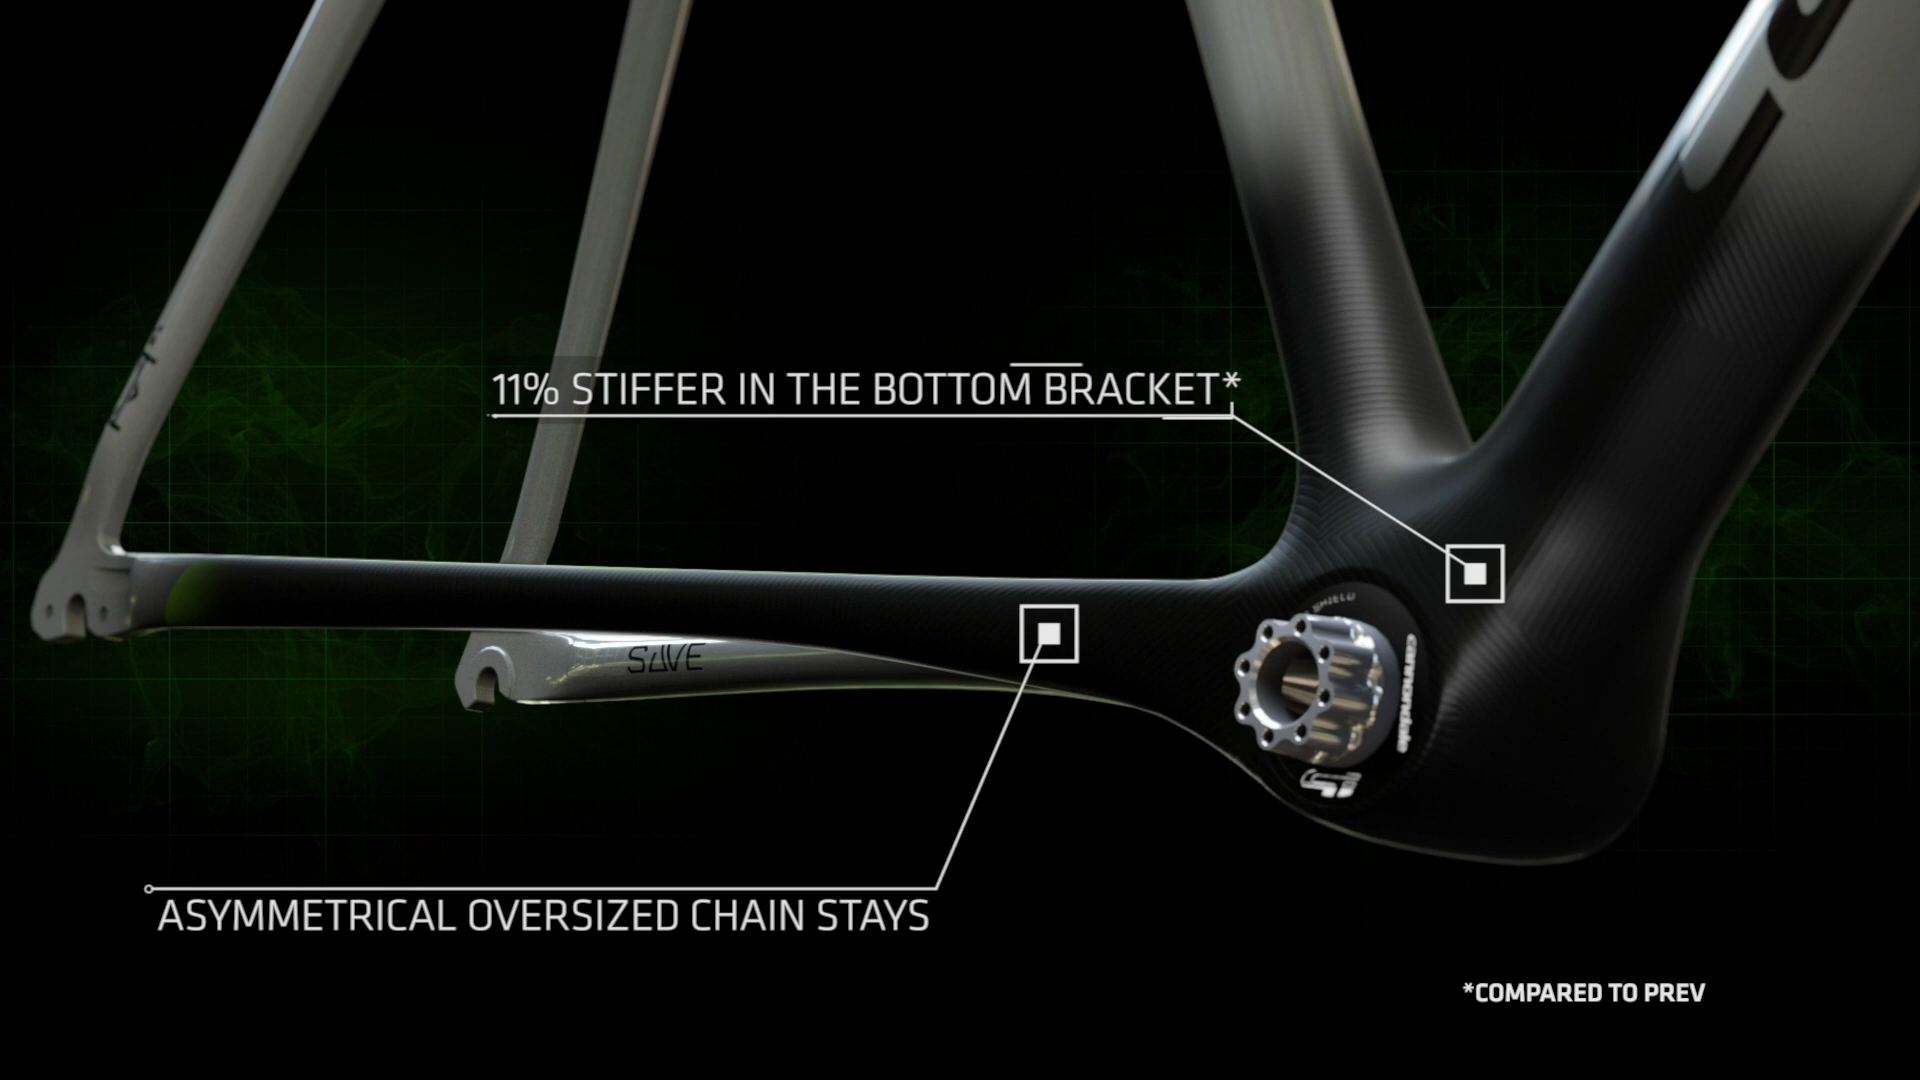 11% STIFFER IN THE BOTTOM BRACKET*
SAVE
cannondale
ASYMMETRICAL OVERSIZED CHAIN STAYS
*COMPARED TO PREV